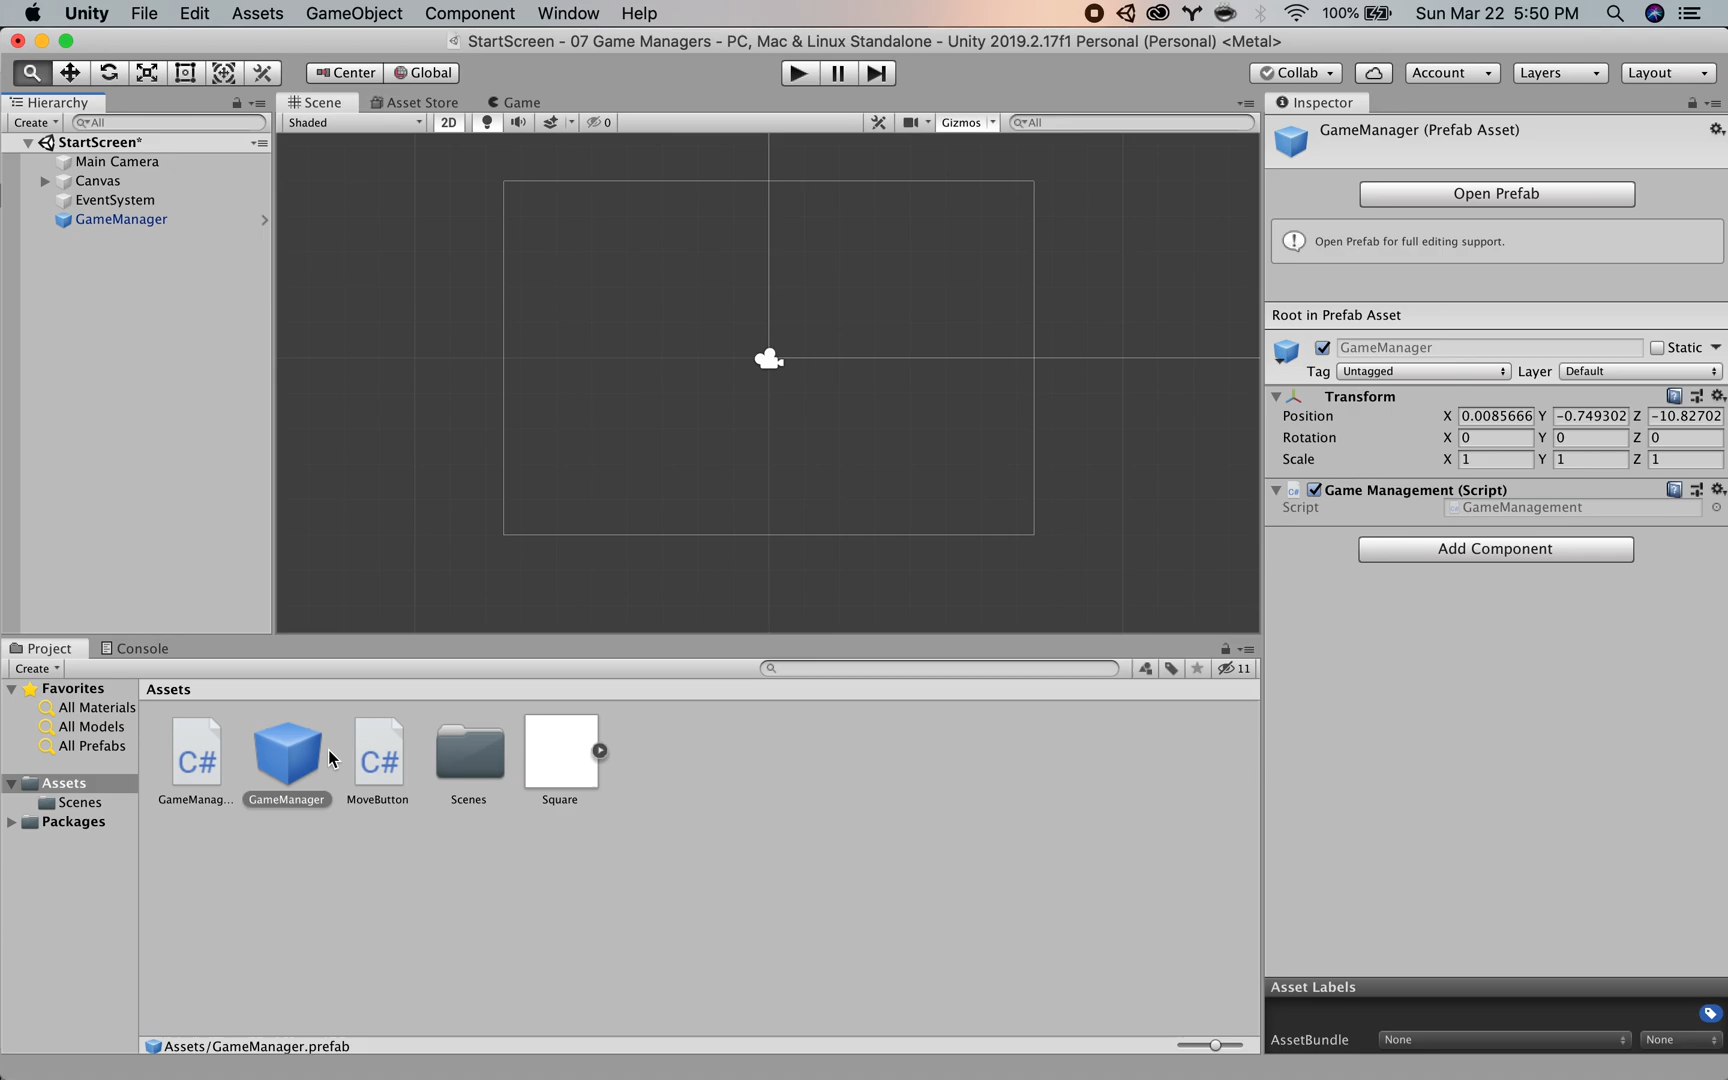 Unity File Edit Assets GameObject Component Window Help 100% Sun Mar 22 5:50 PM
StartScreen - 07 Game Managers - PC, Mac & Linux Standalone - Unity 2019.2.17f1 Personal (Personal) <Metal>
Center Global Collab Account Layers Layout
Hierarchy Scene Asset Store Game Inspector
Create All Shaded 2D 0 Gizmos All
StartScreen*
Main Camera
Canvas
EventSystem
GameManager
GameManager (Prefab Asset)
Open Prefab
Open Prefab for full editing support.
Root in Prefab Asset
GameManager Static
Tag Untagged Layer Default
Transform
Position X 0.0085666 Y -0.749302 Z -10.82702
Rotation X 0 Y 0 Z 0
Scale X 1 Y 1 Z 1
C# Game Management (Script)
Script GameManagement
Add Component
Project Console
Create 11
Favorites
All Materials
All Models
All Prefabs
Assets
Scenes
Packages
Assets
C# C#
GameManag... GameManager MoveButton Scenes Square
Assets/GameManager.prefab
Asset Labels
AssetBundle None None